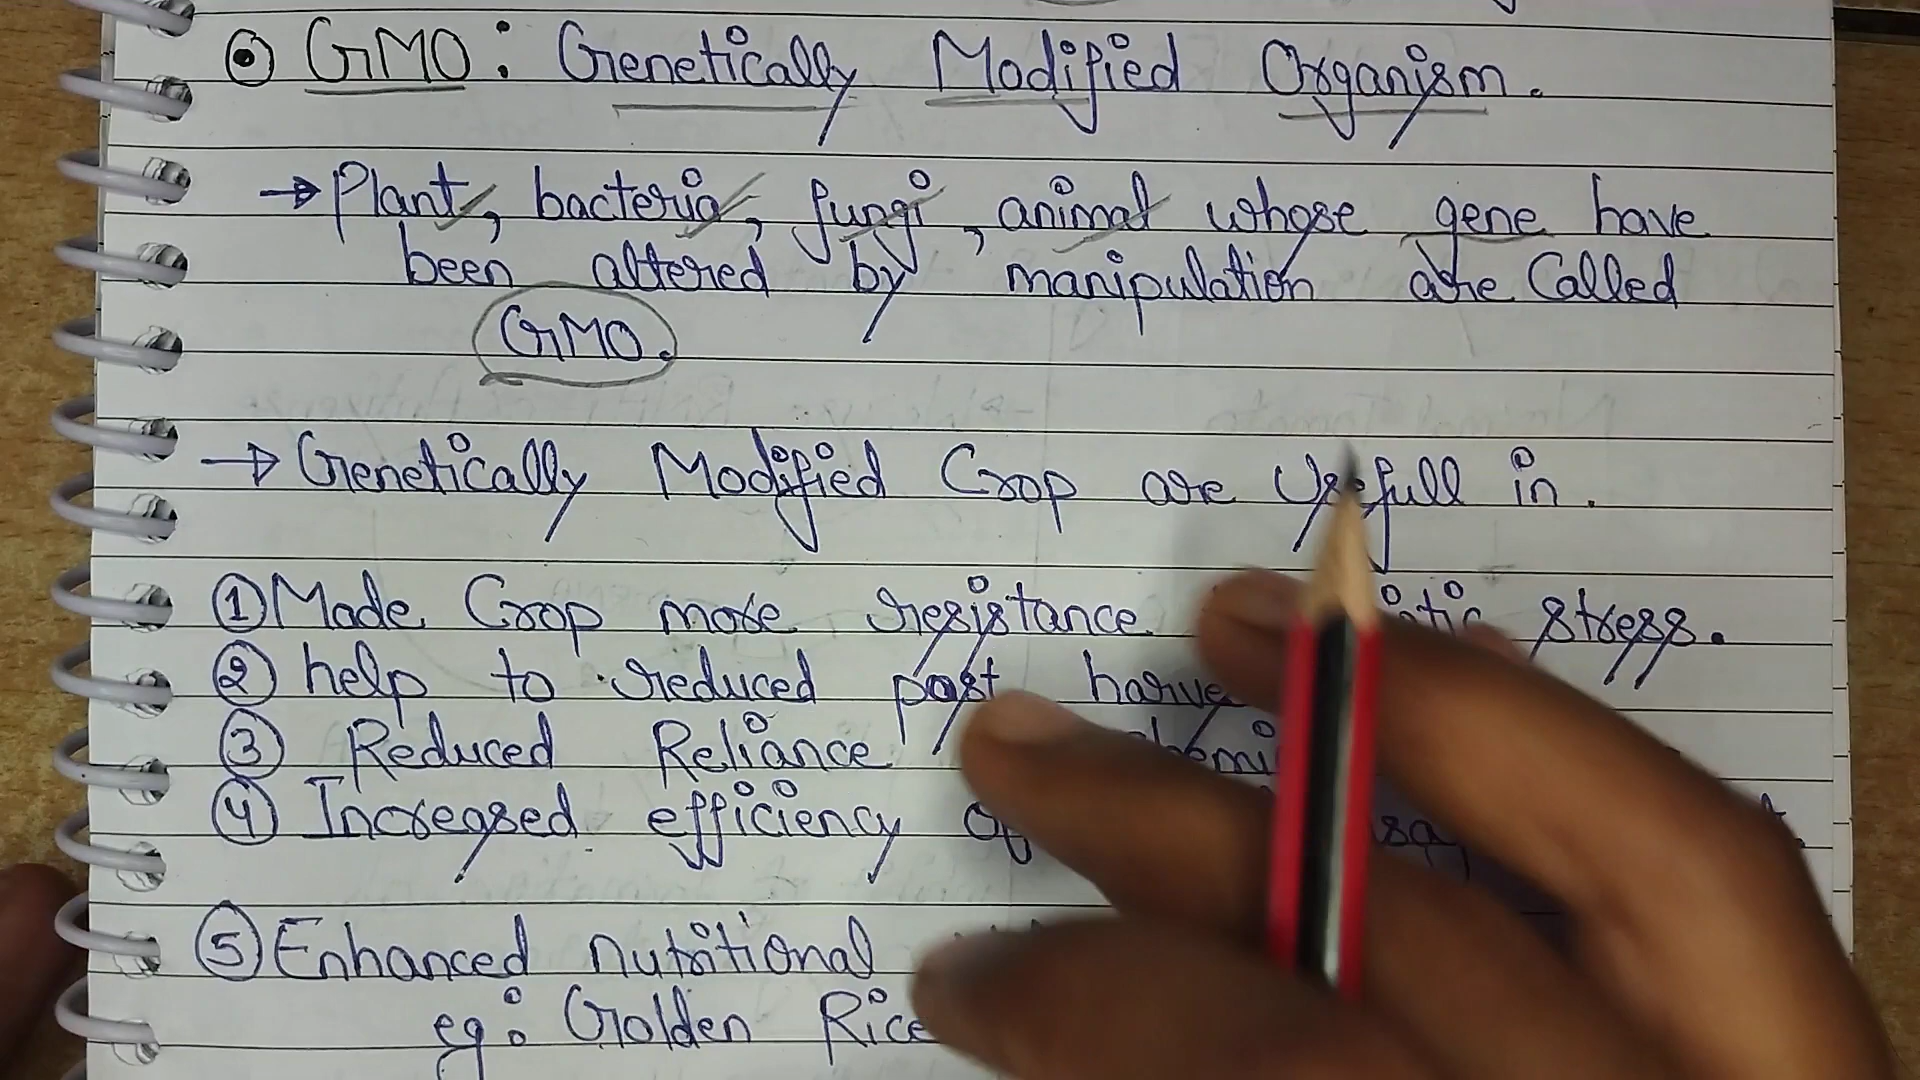 GMO: Genetically Modified Organism.
→ Plant, bacteria, fungi, animal whose gene have
been altered by manipulation are Called
GMO.
→ Genetically Modified Crop are Usefull in.
① Made Crop more resistance stress.
② help to reduced post
③ Reduced Reliance
④ Increased efficiency of
⑤ Enhanced nutritional
eg: Golden Rice